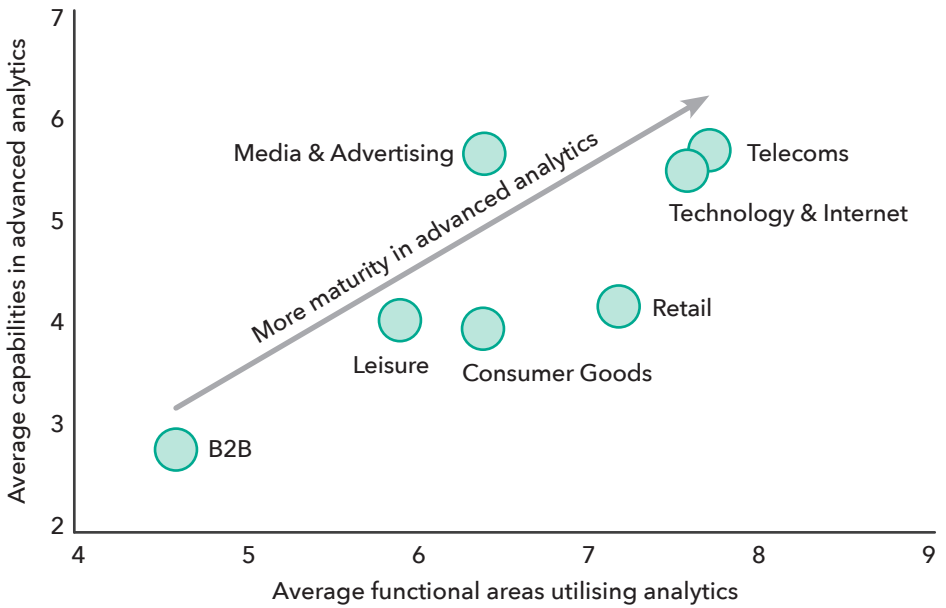 Average capabilities in advanced analytics
7
6
5
4
3
2
Media & Advertising
Telecoms
Technology & Internet
More maturity in advanced analytics
Retail
Leisure
Consumer Goods
B2B
4 5 6 7 8 9
Average functional areas utilising analytics